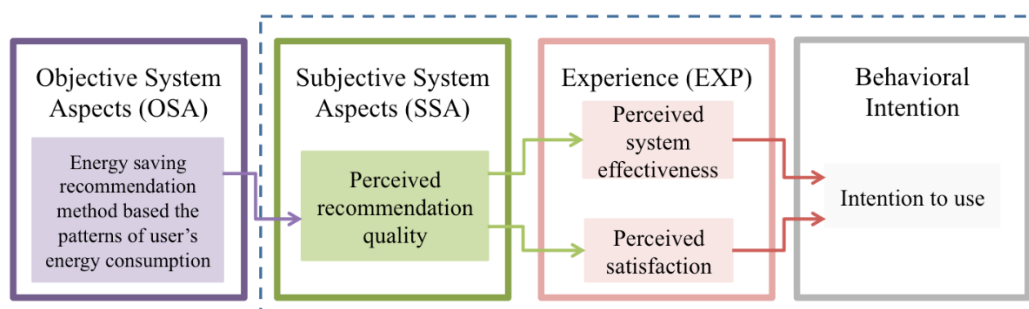 Objective System
Aspects (OSA)
Energy saving
recommendation
method based the
patterns of user's
energy consumption
Subjective System
Aspects (SSA)
Perceived
recommendation
quality
Experience (EXP)
Perceived
system
effectiveness
Perceived
satisfaction
Behavioral
Intention
Intention to use